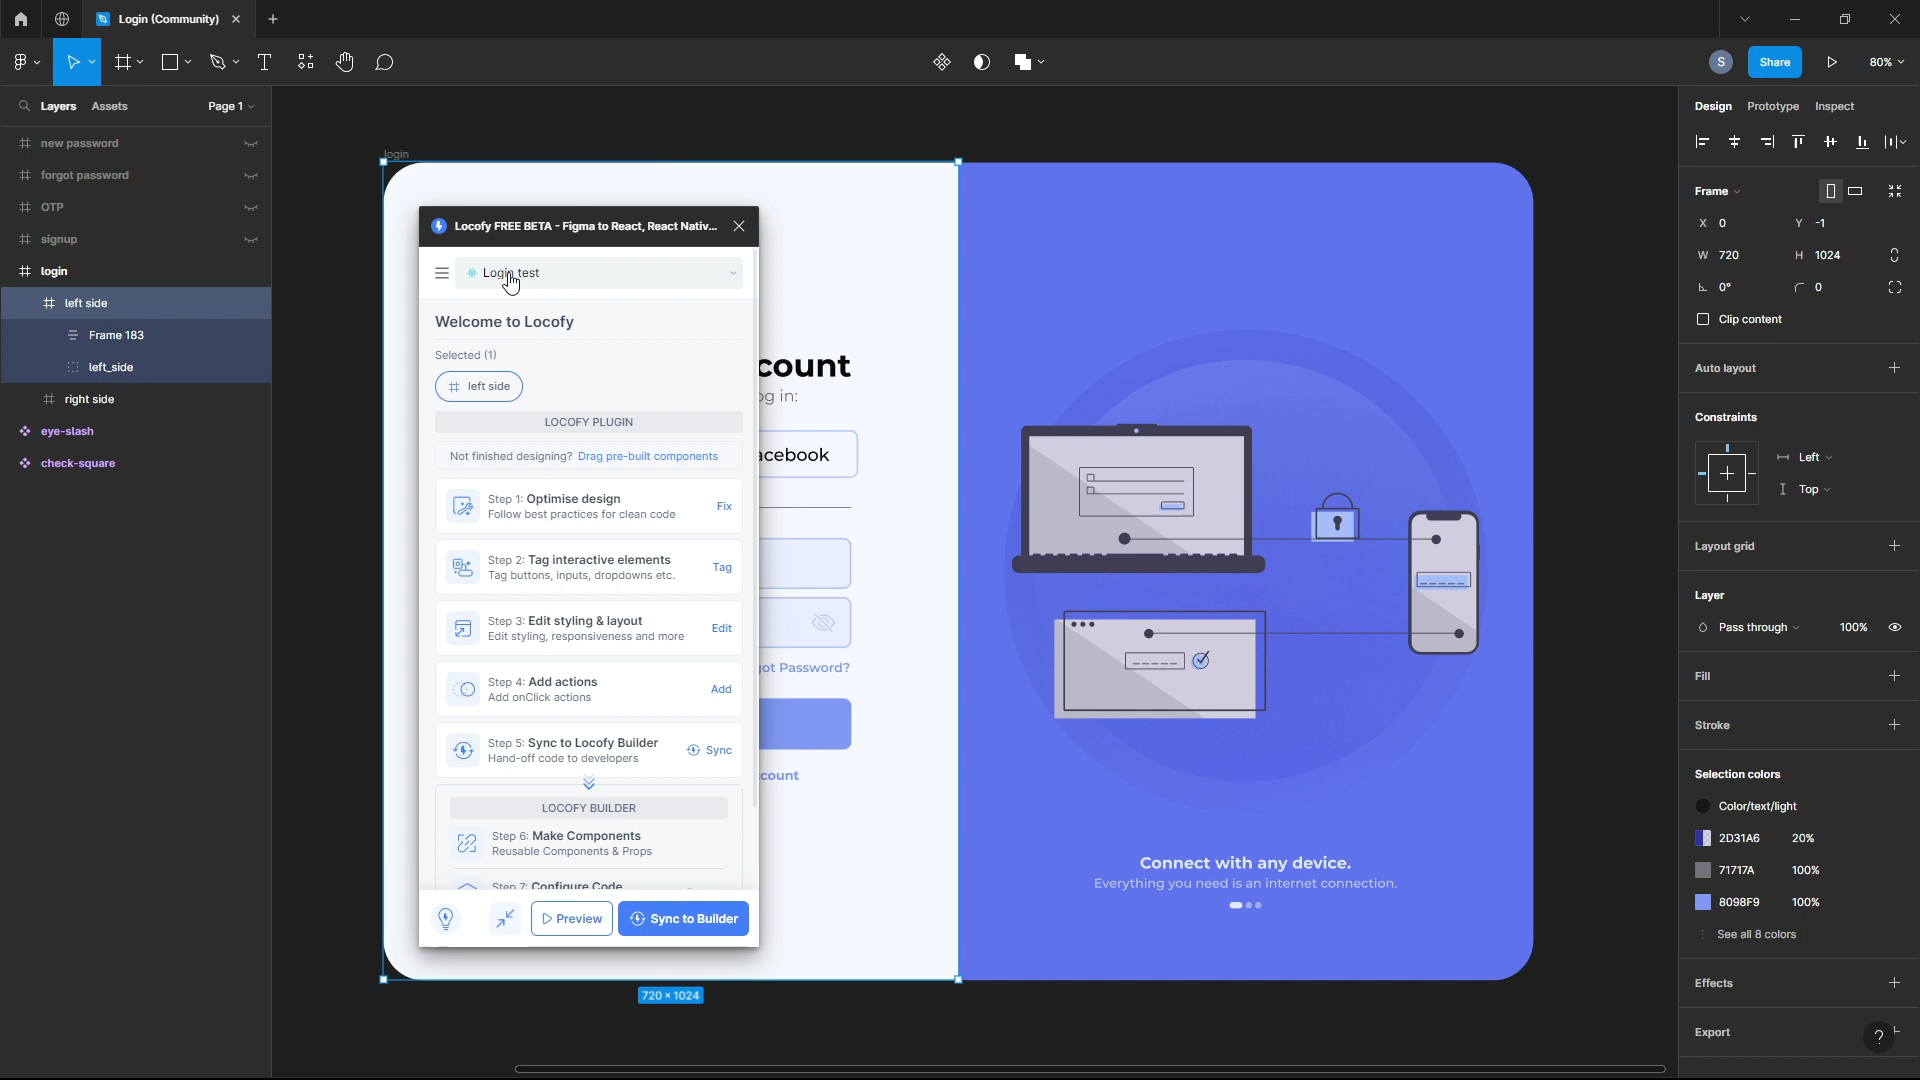 Login (Community)
S
Share
80%
Layers
Assets
Page 1
new password
forgot password
OTP
signup
login
left side
Frame 183
left_side
right side
eye-slash
check-square
login
Locofy FREE BETA - Figma to React, React Nativ...
Login test
Welcome to Locofy
Selected (1)
left side
LOCOFY PLUGIN
Not finished designing? Drag pre-built components
Step 1: Optimise design
Follow best practices for clean code
Fix
Step 2: Tag interactive elements
Tag buttons, inputs, dropdowns etc.
Tag
Step 3: Edit styling & layout
Edit styling, responsiveness and more
Edit
Step 4: Add actions
Add onClick actions
Add
Step 5: Sync to Locofy Builder
Hand-off code to developers
Sync
LOCOFY BUILDER
Step 6: Make Components
Reusable Components & Props
Step 7: Configure Code
Preview
Sync to Builder
720 × 1024
count
og in:
acebook
ot Password?
count
Connect with any device.
Everything you need is an internet connection.
Design
Prototype
Inspect
Frame
X 0
Y -1
W 720
H 1024
0°
0
Clip content
Auto layout
Constraints
Left
Top
Layout grid
Layer
Pass through
100%
Fill
Stroke
Selection colors
Color/text/light
2D31A6 20%
71717A 100%
8098F9 100%
See all 8 colors
Effects
Export
?